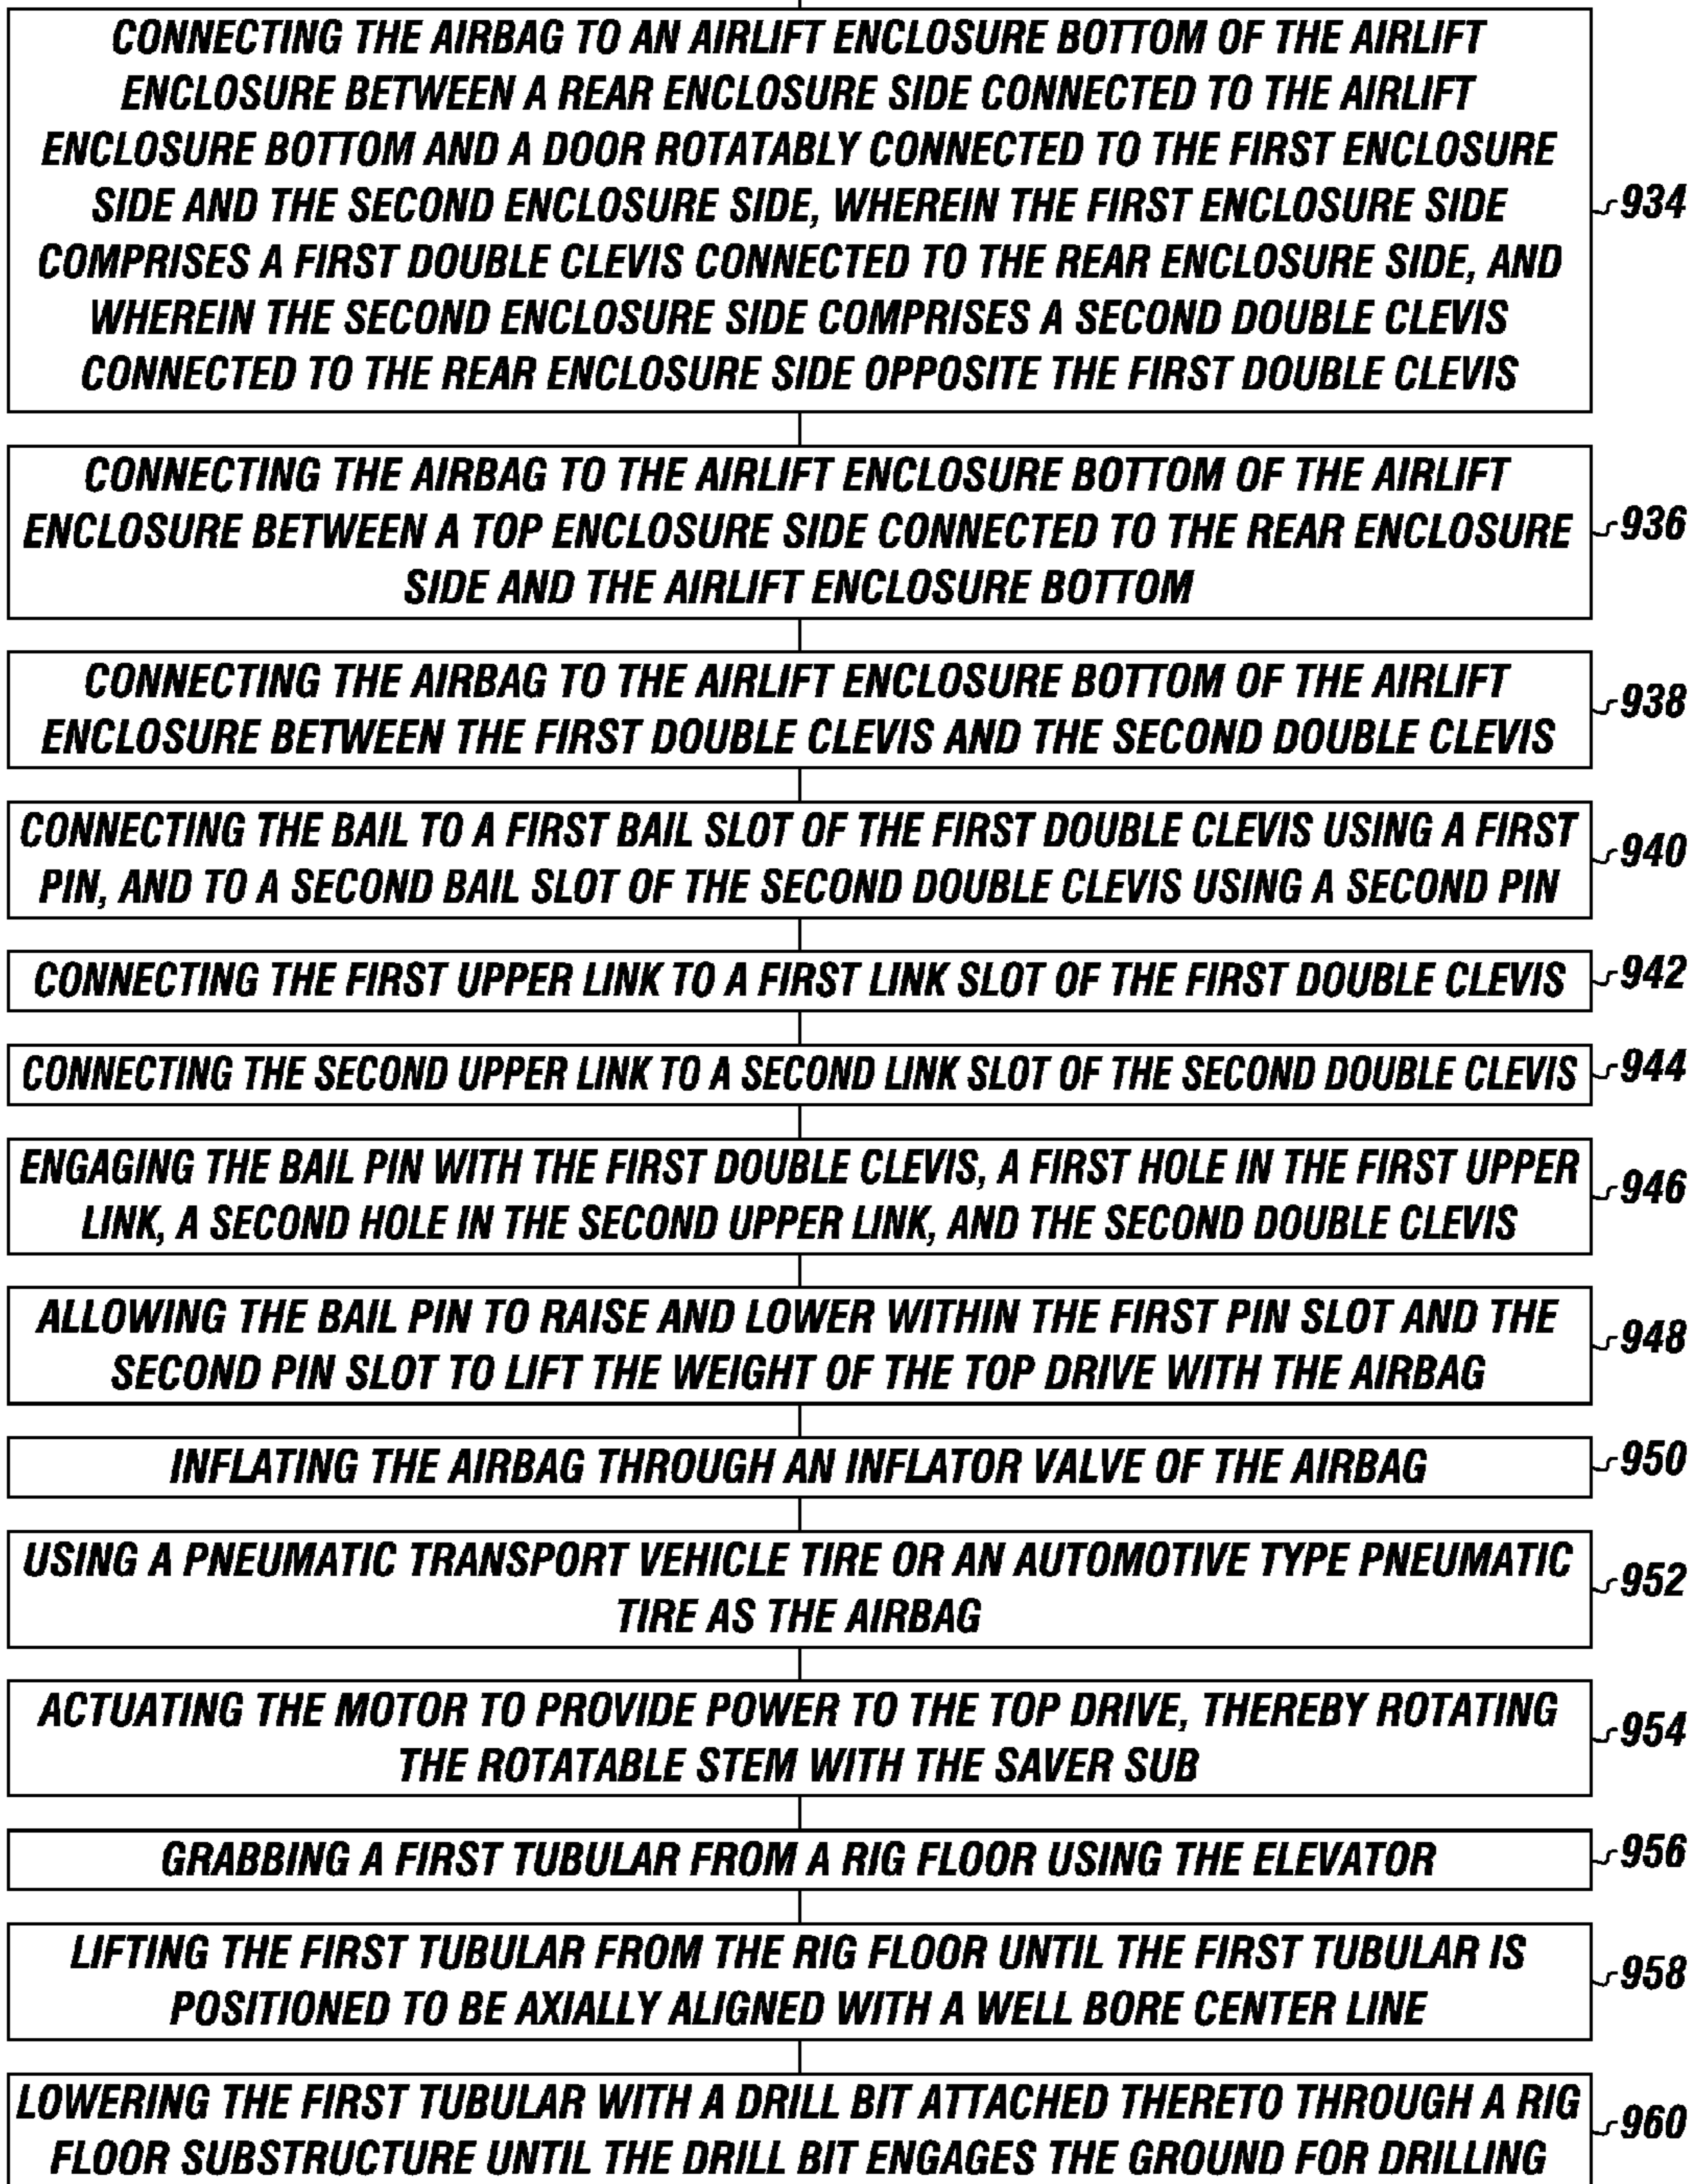 CONNECTING THE AIRBAG TO AN AIRLIFT ENCLOSURE BOTTOM OF THE AIRLIFT
ENCLOSURE BETWEEN A REAR ENCLOSURE SIDE CONNECTED TO THE AIRLIFT
ENCLOSURE BOTTOM AND A DOOR ROTATABLY CONNECTED TO THE FIRST ENCLOSURE
SIDE AND THE SECOND ENCLOSURE SIDE, WHEREIN THE FIRST ENCLOSURE SIDE
COMPRISES A FIRST DOUBLE CLEVIS CONNECTED TO THE REAR ENCLOSURE SIDE, AND
WHEREIN THE SECOND ENCLOSURE SIDE COMPRISES A SECOND DOUBLE CLEVIS
CONNECTED TO THE REAR ENCLOSURE SIDE OPPOSITE THE FIRST DOUBLE CLEVIS
934
CONNECTING THE AIRBAG TO THE AIRLIFT ENCLOSURE BOTTOM OF THE AIRLIFT
ENCLOSURE BETWEEN A TOP ENCLOSURE SIDE CONNECTED TO THE REAR ENCLOSURE
SIDE AND THE AIRLIFT ENCLOSURE BOTTOM
936
CONNECTING THE AIRBAG TO THE AIRLIFT ENCLOSURE BOTTOM OF THE AIRLIFT
ENCLOSURE BETWEEN THE FIRST DOUBLE CLEVIS AND THE SECOND DOUBLE CLEVIS
938
CONNECTING THE BAIL TO A FIRST BAIL SLOT OF THE FIRST DOUBLE CLEVIS USING A FIRST
PIN, AND TO A SECOND BAIL SLOT OF THE SECOND DOUBLE CLEVIS USING A SECOND PIN
940
CONNECTING THE FIRST UPPER LINK TO A FIRST LINK SLOT OF THE FIRST DOUBLE CLEVIS
942
CONNECTING THE SECOND UPPER LINK TO A SECOND LINK SLOT OF THE SECOND DOUBLE CLEVIS
944
ENGAGING THE BAIL PIN WITH THE FIRST DOUBLE CLEVIS, A FIRST HOLE IN THE FIRST UPPER
LINK, A SECOND HOLE IN THE SECOND UPPER LINK, AND THE SECOND DOUBLE CLEVIS
946
ALLOWING THE BAIL PIN TO RAISE AND LOWER WITHIN THE FIRST PIN SLOT AND THE
SECOND PIN SLOT TO LIFT THE WEIGHT OF THE TOP DRIVE WITH THE AIRBAG
948
INFLATING THE AIRBAG THROUGH AN INFLATOR VALVE OF THE AIRBAG
950
USING A PNEUMATIC TRANSPORT VEHICLE TIRE OR AN AUTOMOTIVE TYPE PNEUMATIC
TIRE AS THE AIRBAG
952
ACTUATING THE MOTOR TO PROVIDE POWER TO THE TOP DRIVE, THEREBY ROTATING
THE ROTATABLE STEM WITH THE SAVER SUB
954
GRABBING A FIRST TUBULAR FROM A RIG FLOOR USING THE ELEVATOR
956
LIFTING THE FIRST TUBULAR FROM THE RIG FLOOR UNTIL THE FIRST TUBULAR IS
POSITIONED TO BE AXIALLY ALIGNED WITH A WELL BORE CENTER LINE
958
LOWERING THE FIRST TUBULAR WITH A DRILL BIT ATTACHED THERETO THROUGH A RIG
FLOOR SUBSTRUCTURE UNTIL THE DRILL BIT ENGAGES THE GROUND FOR DRILLING
960